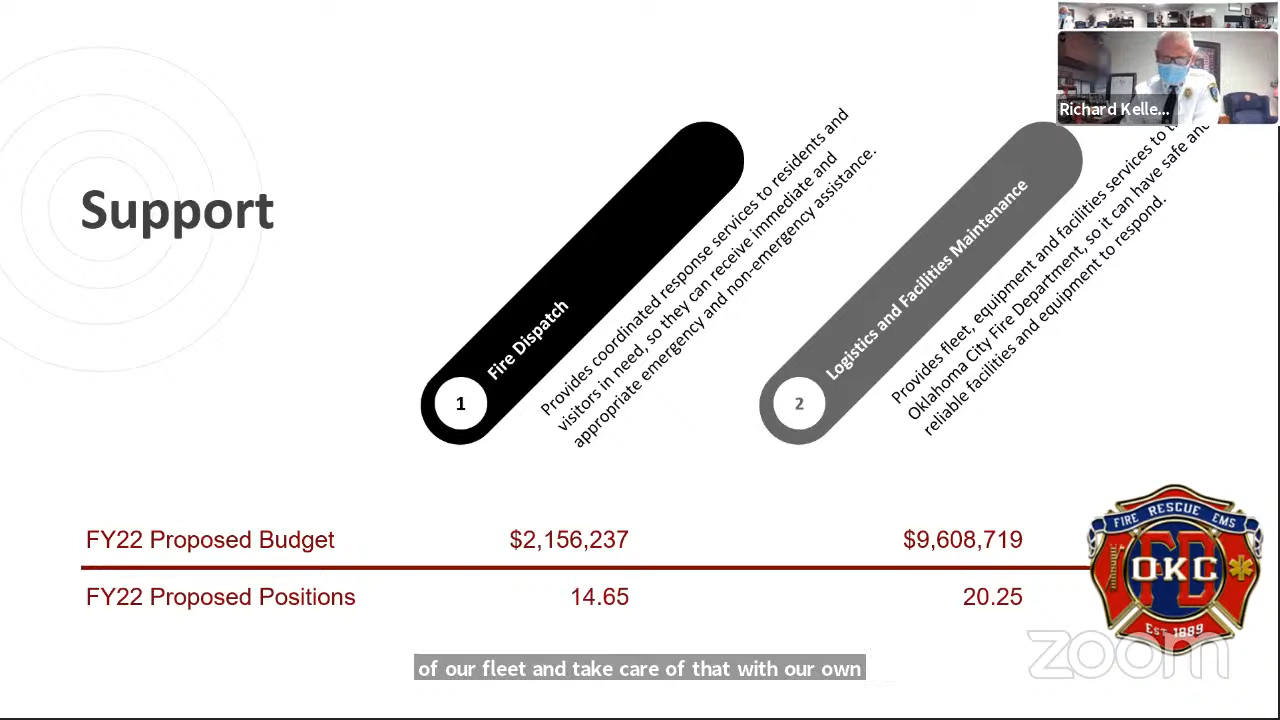 Richard Kelle...
Support
1
Fire Dispatch
Provides coordinated response services to residents and
visitors in need, so they can receive immediate and
appropriate emergency and non-emergency assistance.
2
Logistics and Facilities Maintenance
Provides fleet, equipment and facilities services to
Oklahoma City Fire Department, so it can have safe and
reliable facilities and equipment to respond.
FY22 Proposed Budget $2,156,237 $9,608,719
FY22 Proposed Positions 14.65 20.25
FIRE RESCUE EMS
FD
OKC
EST 1889
zoom
of our fleet and take care of that with our own